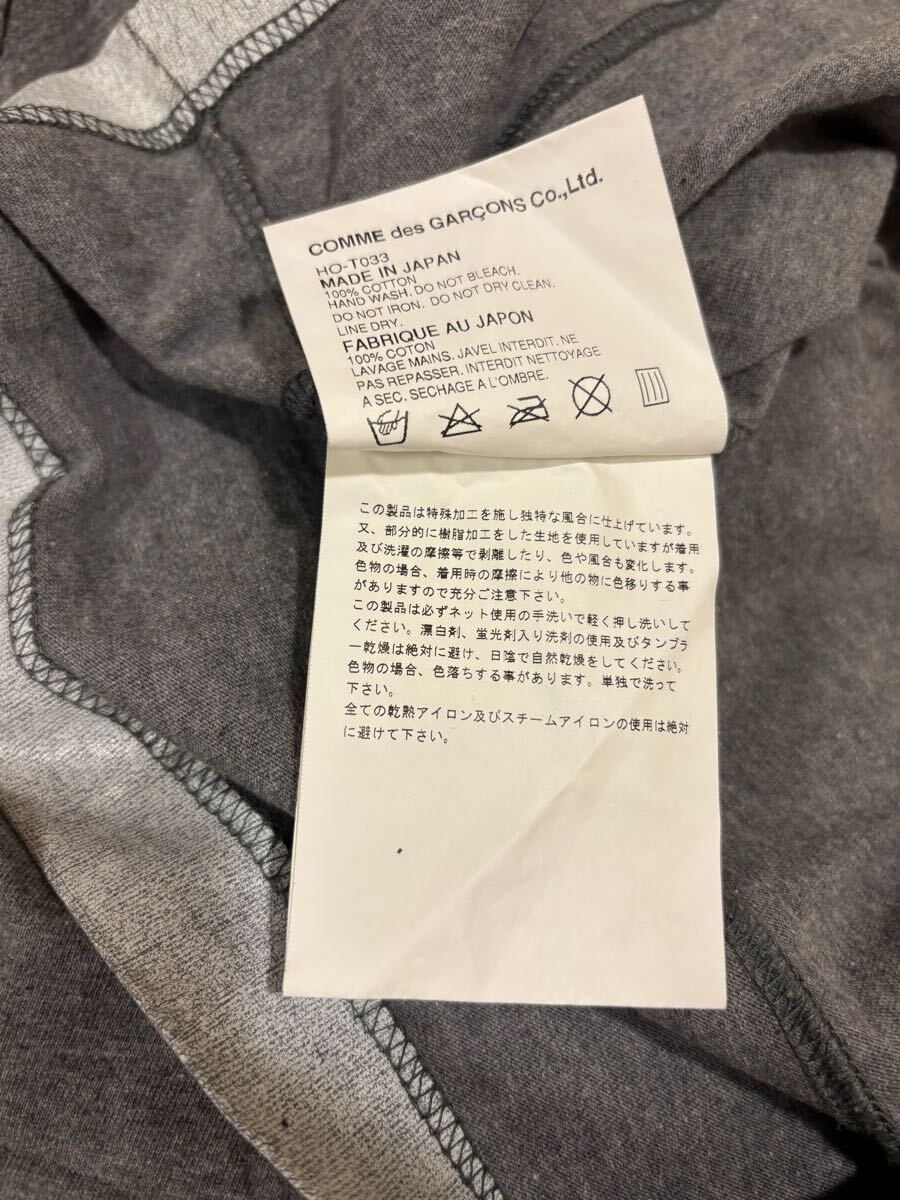 COMME des GARÇONS Co.,Ltd.
HO-T033
MADE IN JAPAN
100% COTTON
HAND WASH. DO NOT BLEACH.
DO NOT IRON. DO NOT DRY CLEAN.
LINE DRY.
FABRIQUE AU JAPON
100% COTON
LAVAGE MAINS. JAVEL INTERDIT. NE
PAS REPASSER. INTERDIT NETTOYAGE
A SEC. SECHAGE A L'OMBRE.
この製品は特殊加工を施し独特な風合に仕上げています。
又、部分的に樹脂加工をした生地を使用していますが着用
及び洗濯の摩擦等で剥離したり、色や風合も変化します。
色物の場合、着用時の摩擦により他の物に色移りする事
がありますので充分ご注意下さい。
この製品は必ずネット使用の手洗いで軽く押し洗いして
ください。漂白剤、蛍光剤入り洗剤の使用及びタンブラ
ー乾燥は絶対に避け、日陰で自然乾燥をしてください。
色物の場合、色落ちする事があります。単独で洗って
下さい。
全ての乾熱アイロン及びスチームアイロンの使用は絶対
に避けて下さい。